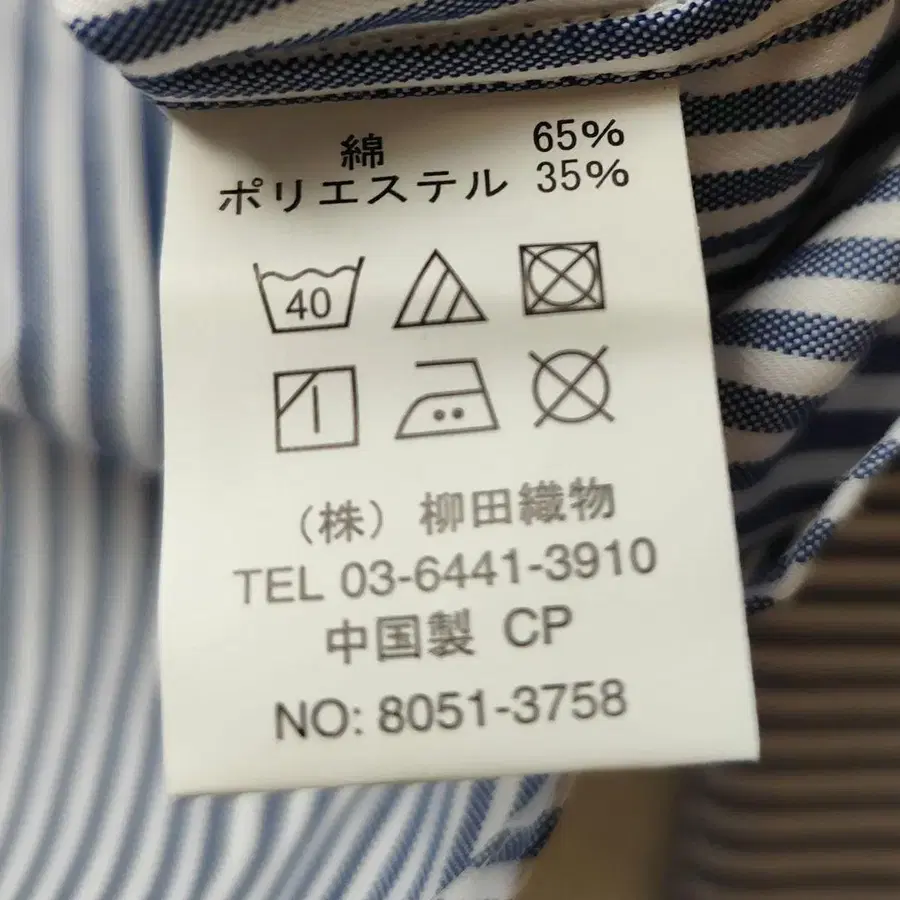 綿 65%
ポリエステル 35%
40
(株) 柳田織物
TEL 03-6441-3910
中国製 CP
NO: 8051-3758